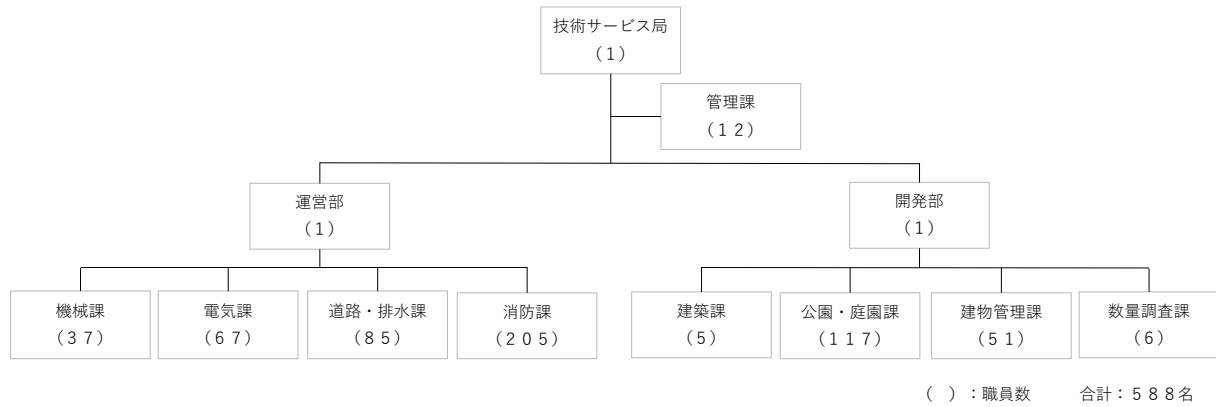 技術サービス局
（１）
管理課
（１２）
運営部
（１）
開発部
（１）
機械課
（３７）
電気課
（６７）
道路・排水課
（８５）
消防課
（２０５）
建築課
（５）
公園・庭園課
（１１７）
建物管理課
（５１）
数量調査課
（６）
（　）：職員数　　合計：５８８名